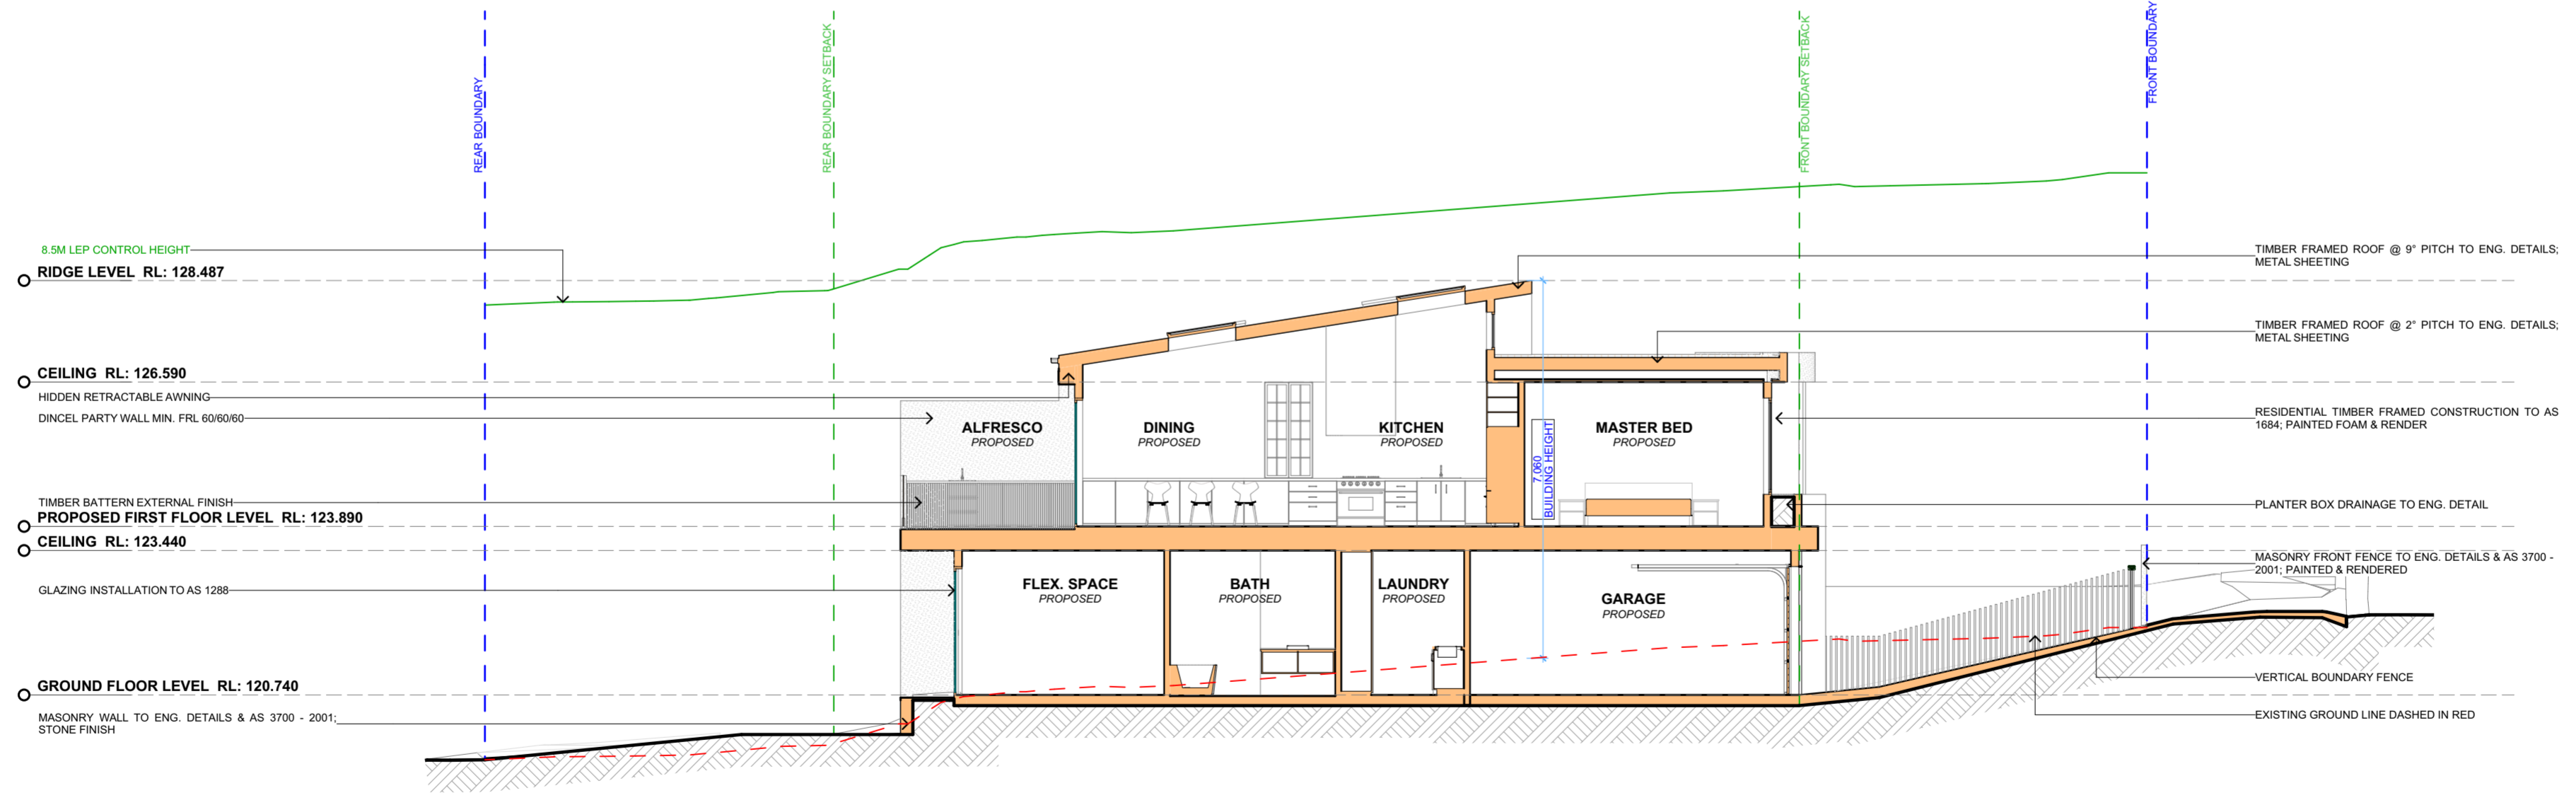 REAR BOUNDARY
REAR BOUNDARY SETBACK
FRONT BOUNDARY SETBACK
FRONT BOUNDARY
8.5M LEP CONTROL HEIGHT
RIDGE LEVEL RL: 128.487
CEILING RL: 126.590
HIDDEN RETRACTABLE AWNING
DINCEL PARTY WALL MIN. FRL 60/60/60
TIMBER BATTERN EXTERNAL FINISH
PROPOSED FIRST FLOOR LEVEL RL: 123.890
CEILING RL: 123.440
GLAZING INSTALLATION TO AS 1288
GROUND FLOOR LEVEL RL: 120.740
MASONRY WALL TO ENG. DETAILS & AS 3700 - 2001;
STONE FINISH
ALFRESCO
PROPOSED
DINING
PROPOSED
KITCHEN
PROPOSED
7,060
BUILDING HEIGHT
MASTER BED
PROPOSED
FLEX. SPACE
PROPOSED
BATH
PROPOSED
LAUNDRY
PROPOSED
GARAGE
PROPOSED
TIMBER FRAMED ROOF @ 9° PITCH TO ENG. DETAILS;
METAL SHEETING
TIMBER FRAMED ROOF @ 2° PITCH TO ENG. DETAILS;
METAL SHEETING
RESIDENTIAL TIMBER FRAMED CONSTRUCTION TO AS
1684; PAINTED FOAM & RENDER
PLANTER BOX DRAINAGE TO ENG. DETAIL
MASONRY FRONT FENCE TO ENG. DETAILS & AS 3700 -
2001; PAINTED & RENDERED
VERTICAL BOUNDARY FENCE
EXISTING GROUND LINE DASHED IN RED